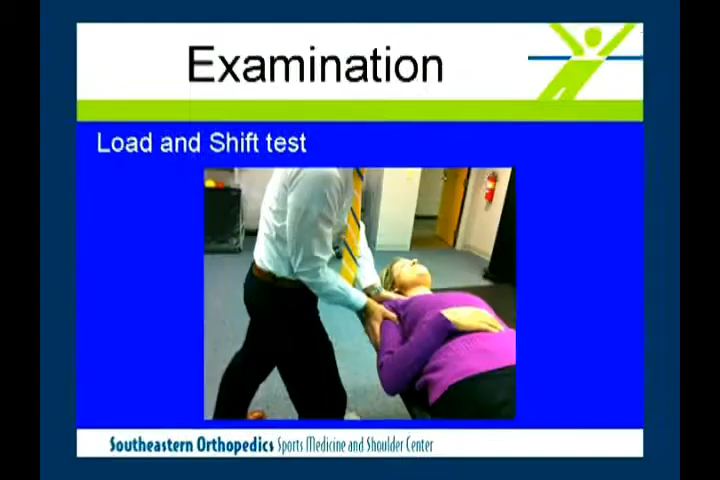 Examination
Load and Shift test
Southeastern Orthopedics Sports Medicine and Shoulder Center